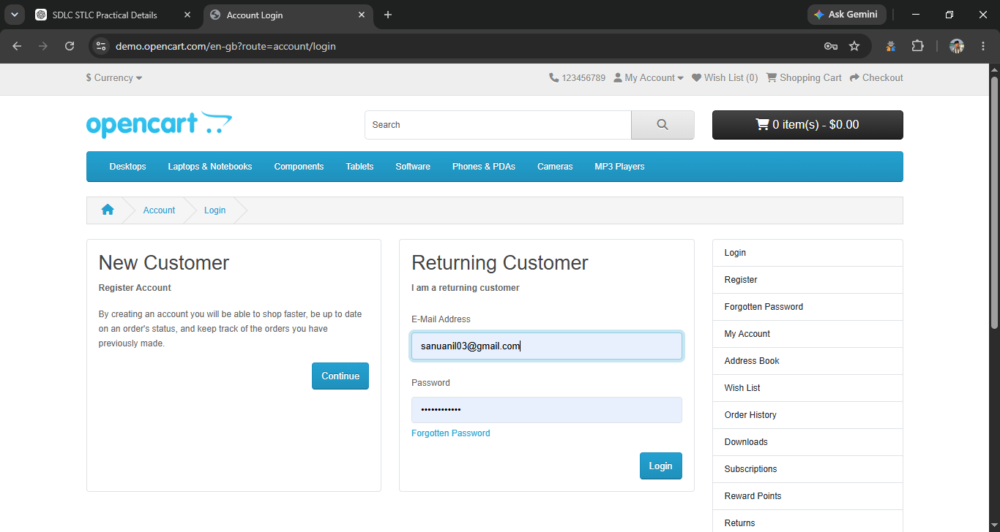 SDLC STLC Practical Details
Account Login
Ask Gemini
demo.opencart.com/en-gb?route=account/login
$ Currency
123456789 My Account Wish List (0) Shopping Cart Checkout
opencart
Search
0 item(s) - $0.00
Desktops Laptops & Notebooks Components Tablets Software Phones & PDAs Cameras MP3 Players
Account Login
New Customer
Register Account
By creating an account you will be able to shop faster, be up to date
on an order's status, and keep track of the orders you have
previously made.
Continue
Returning Customer
I am a returning customer
E-Mail Address
sanuanil03@gmail.com
Password
••••••••••••
Forgotten Password
Login
Login
Register
Forgotten Password
My Account
Address Book
Wish List
Order History
Downloads
Subscriptions
Reward Points
Returns